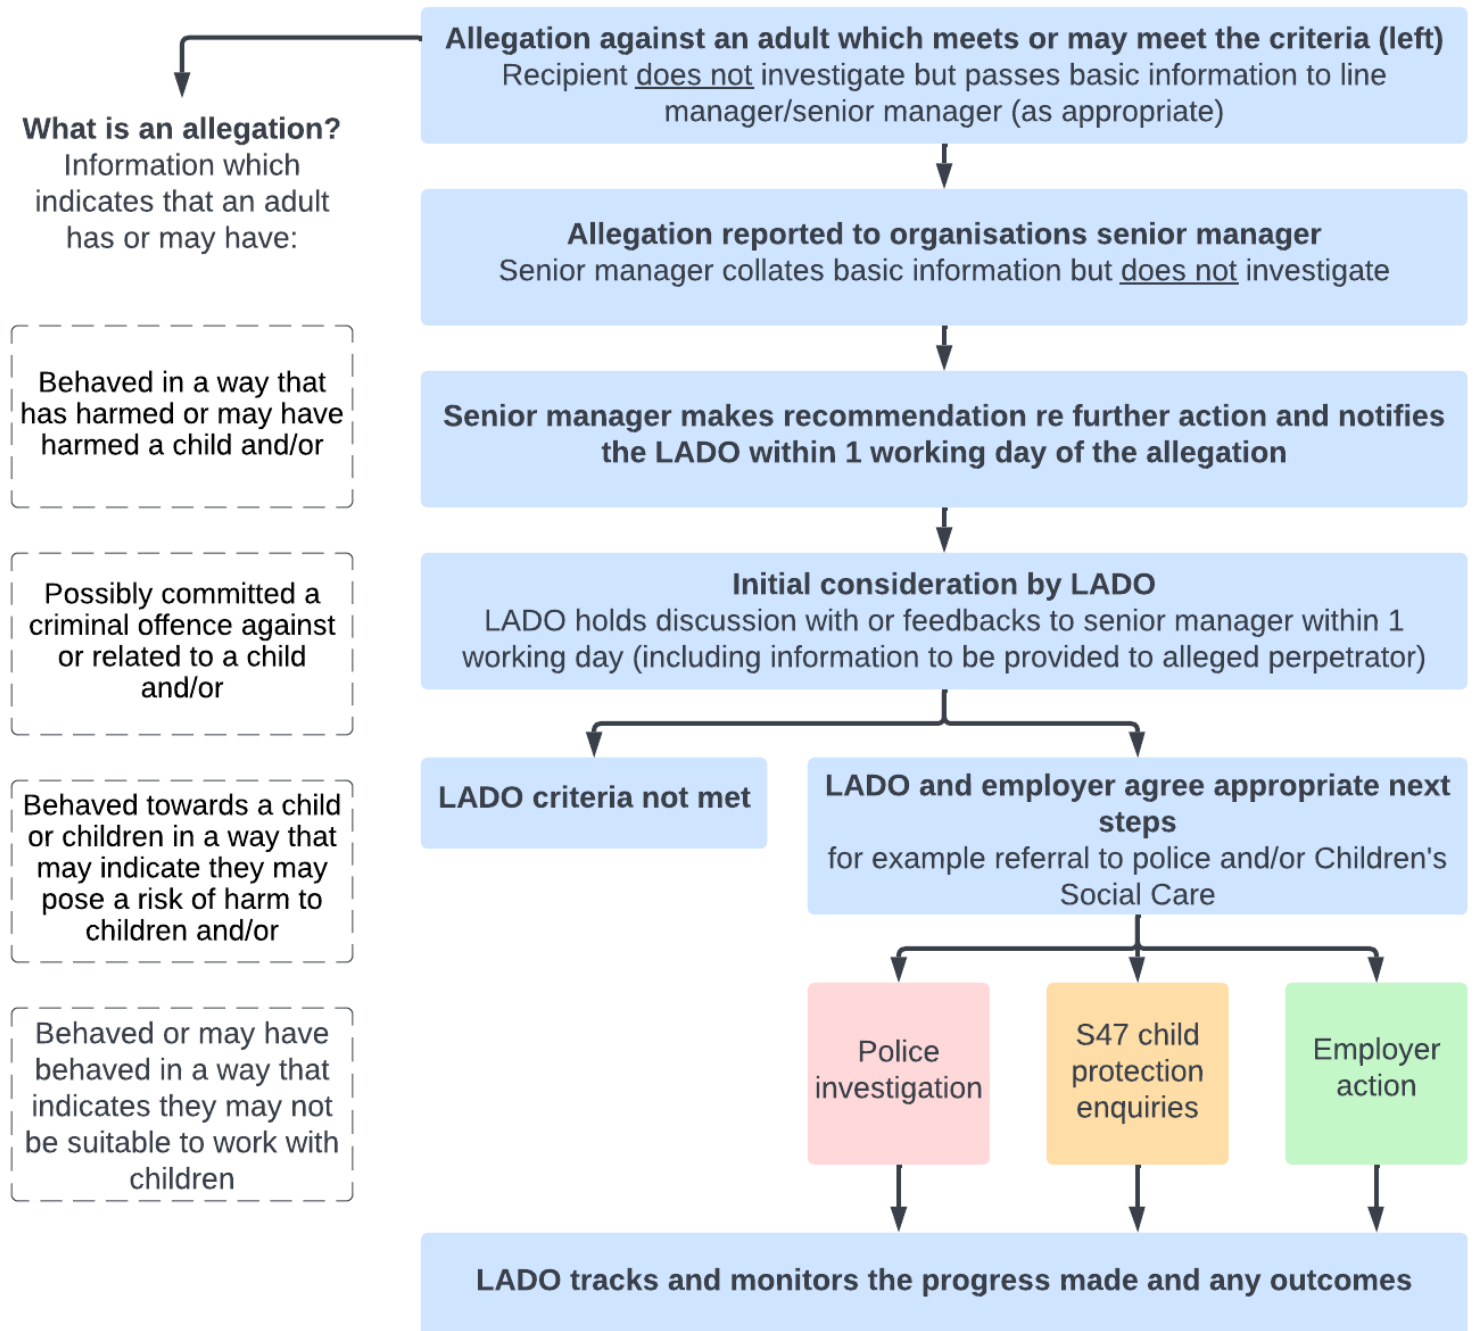 Allegation against an adult which meets or may meet the criteria (left)
Recipient does not investigate but passes basic information to line
manager/senior manager (as appropriate)
What is an allegation?
Information which
indicates that an adult
has or may have:
Behaved in a way that
has harmed or may have
harmed a child and/or
Possibly committed a
criminal offence against
or related to a child
and/or
Behaved towards a child
or children in a way that
may indicate they may
pose a risk of harm to
children and/or
Behaved or may have
behaved in a way that
indicates they may not
be suitable to work with
children
Allegation reported to organisations senior manager
Senior manager collates basic information but does not investigate
Senior manager makes recommendation re further action and notifies
the LADO within 1 working day of the allegation
Initial consideration by LADO
LADO holds discussion with or feedbacks to senior manager within 1
working day (including information to be provided to alleged perpetrator)
LADO criteria not met
LADO and employer agree appropriate next
steps
for example referral to police and/or Children's
Social Care
Police
investigation
S47 child
protection
enquiries
Employer
action
LADO tracks and monitors the progress made and any outcomes